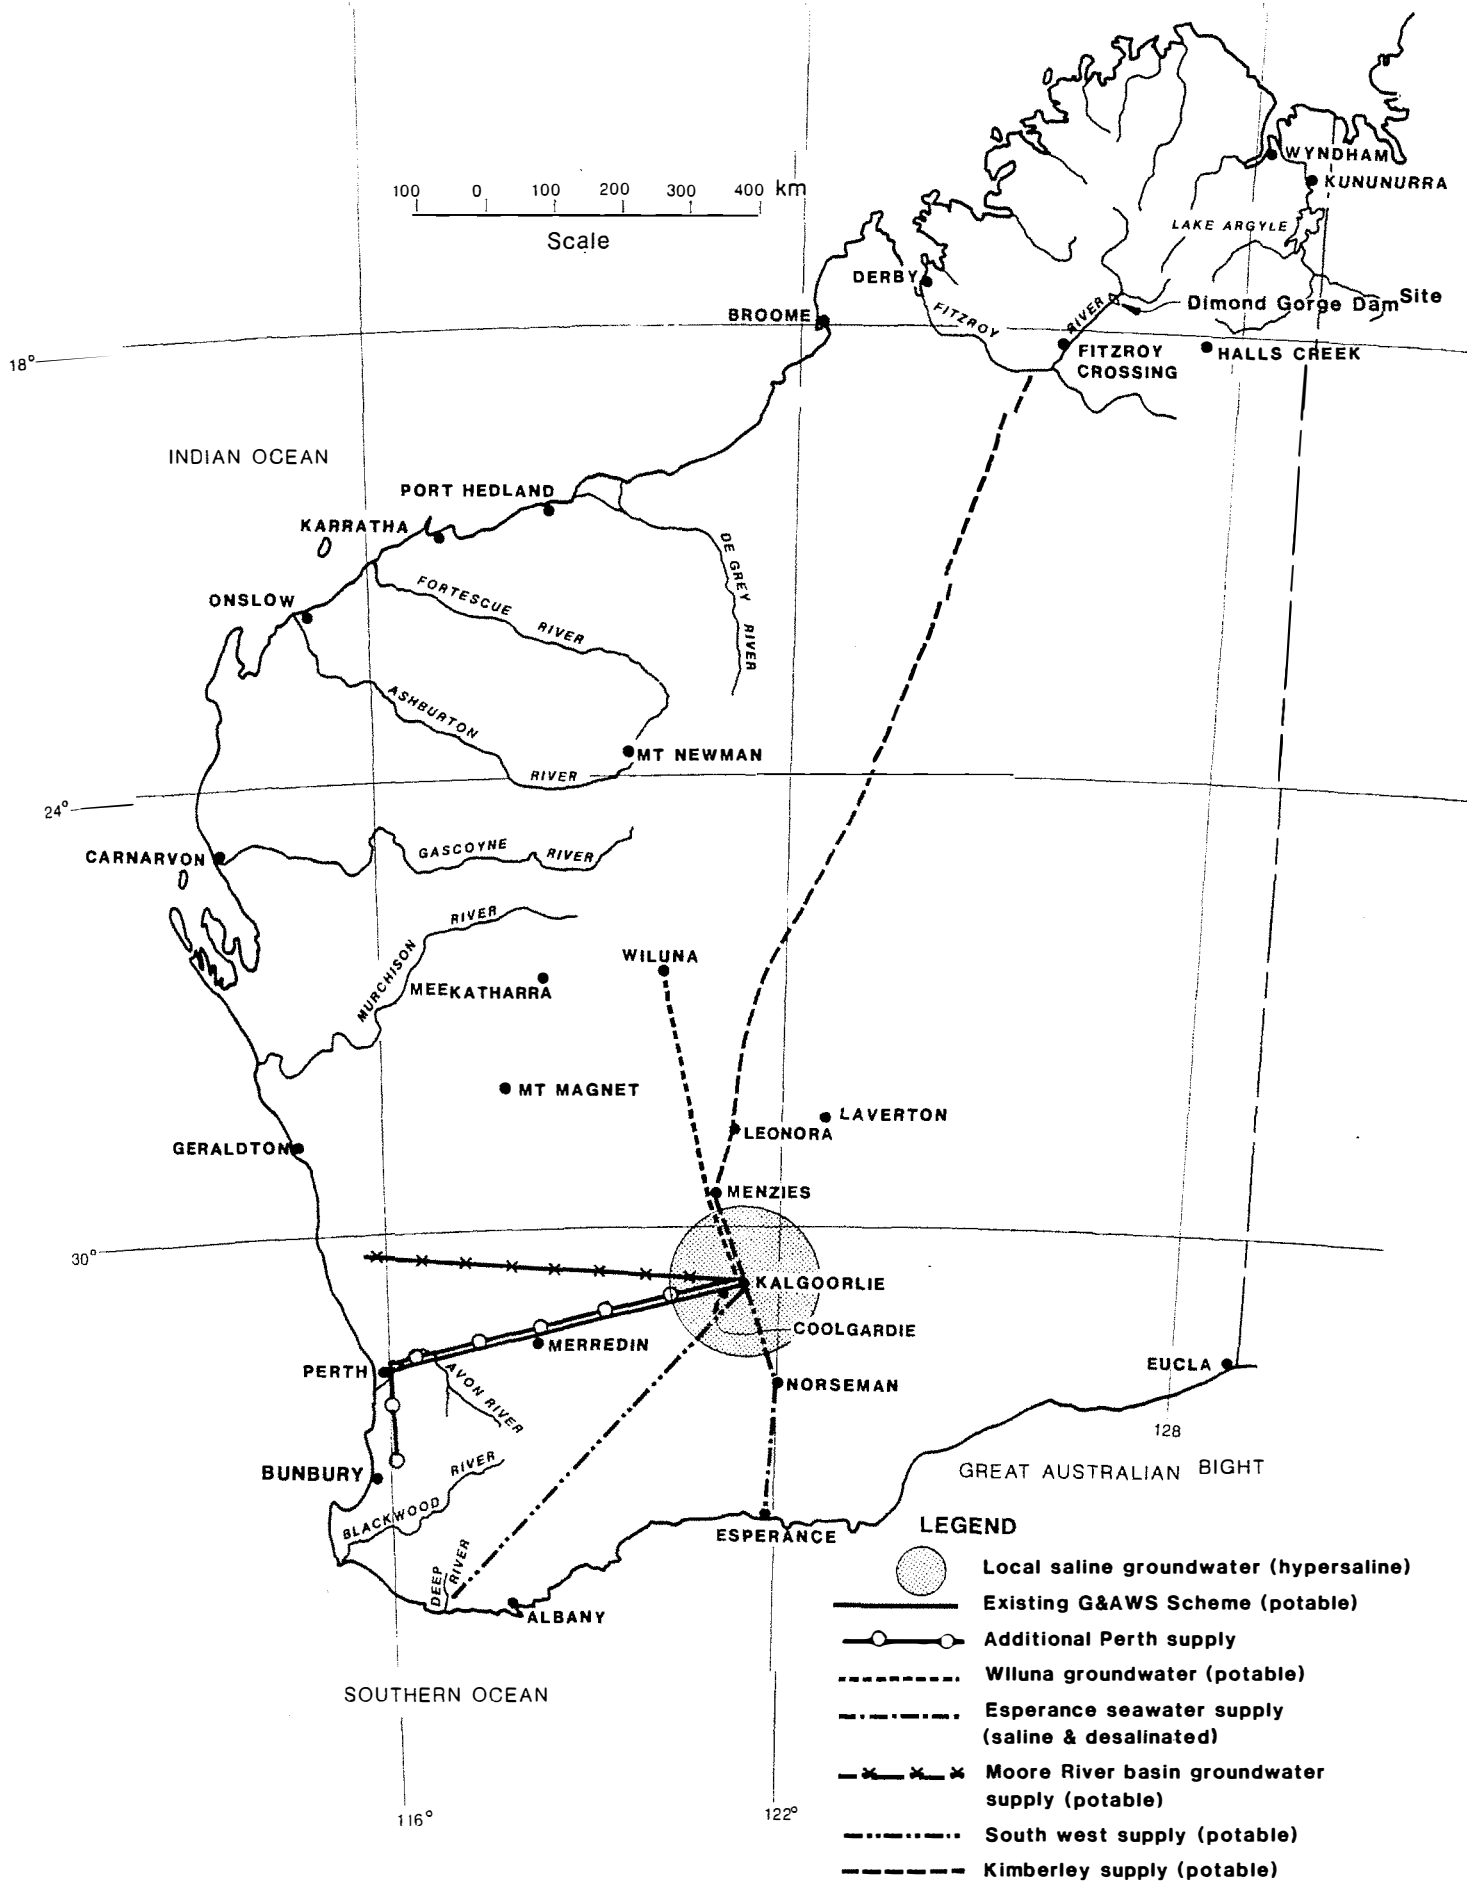 WYNDHAM
KUNUNURRA
100 0 100 200 300 400 km
Scale
LAKE ARGYLE
DERBY
Dimond Gorge Dam Site
BROOME
FITZROY
RIVER
18°
FITZROY
CROSSING
HALLS CREEK
INDIAN OCEAN
PORT HEDLAND
KARRATHA
DE GREY RIVER
FORTESCUE RIVER
ONSLOW
ASHBURTON RIVER
MT NEWMAN
24°
CARNARVON
GASCOYNE RIVER
MURCHISON RIVER
WILUNA
MEEKATHARRA
MT MAGNET
LAVERTON
LEONORA
GERALDTON
MENZIES
30°
KALGOORLIE
COOLGARDIE
MERREDIN
PERTH
EUCLA
AVON RIVER
NORSEMAN
128
BUNBURY
BLACKWOOD RIVER
GREAT AUSTRALIAN BIGHT
DEEP RIVER
ESPERANCE
ALBANY
SOUTHERN OCEAN
116°
122°
LEGEND
Local saline groundwater (hypersaline)
Existing G&AWS Scheme (potable)
Additional Perth supply
Wiluna groundwater (potable)
Esperance seawater supply
(saline & desalinated)
Moore River basin groundwater
supply (potable)
South west supply (potable)
Kimberley supply (potable)